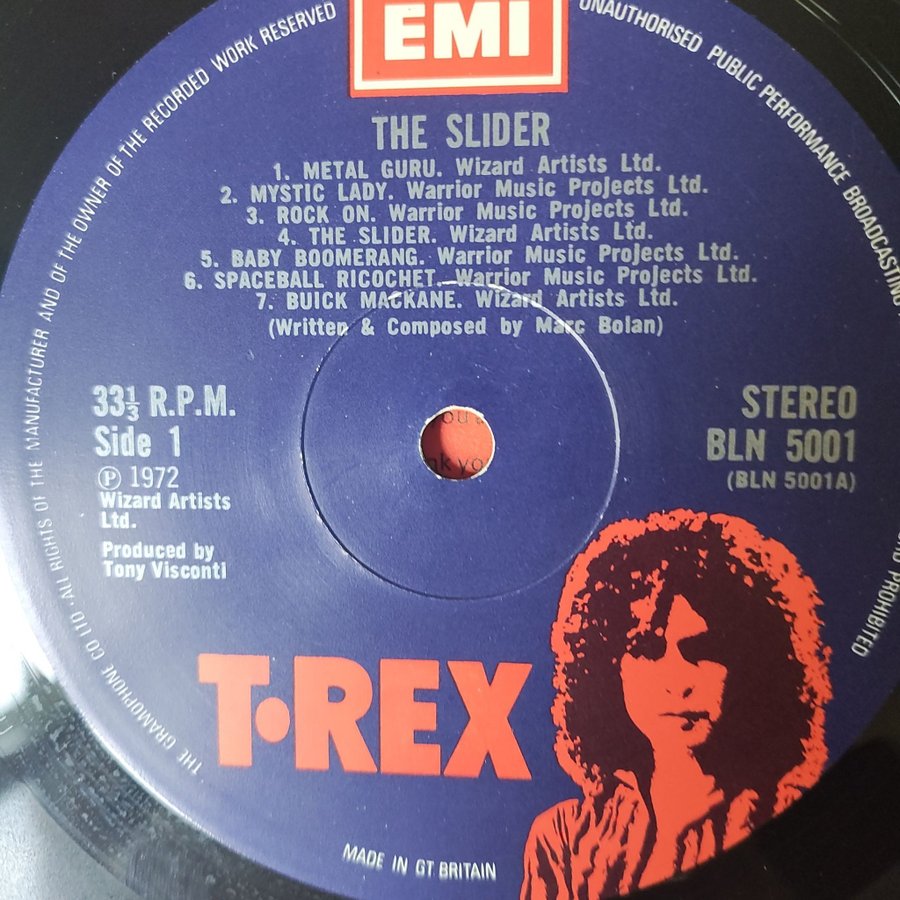 EMI
THE SLIDER
1. METAL GURU. Wizard Artists Ltd.
2. MYSTIC LADY. Warrior Music Projects Ltd.
3. ROCK ON. Warrior Music Projects Ltd.
4. THE SLIDER. Wizard Artists Ltd.
5. BABY BOOMERANG. Warrior Music Projects Ltd.
6. SPACEBALL RICOCHET. Warrior Music Projects Ltd.
7. BUICK MACKANE. Wizard Artists Ltd.
(Written & Composed by Marc Bolan)
33⅓ R.P.M.
Side 1
℗ 1972
Wizard Artists
Ltd.
Produced by
Tony Visconti
STEREO
BLN 5001
(BLN 5001A)
T·REX
MADE IN GT BRITAIN
THE GRAMOPHONE CO LTD · ALL RIGHTS OF THE MANUFACTURER AND OF THE OWNER OF THE RECORDED WORK RESERVED
UNAUTHORISED PUBLIC PERFORMANCE BROADCASTING
PROHIBITED